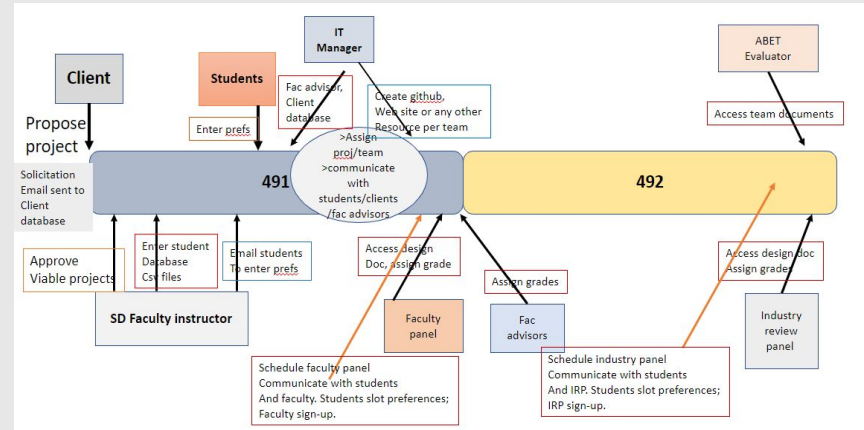 IT
Manager
ABET
Evaluator
Client
Students
Fac advisor,
Client
database
Create github,
Web site or any other
Resource per team
Access team documents
Propose
project
Enter prefs
>Assign
proj/team
>communicate
with
students/clients
/fac advisors
Solicitation
Email sent to
Client
database
491
492
Approve
Viable projects
Enter student
Database
Csv files
Email students
To enter prefs
Access design
Doc, assign grade
Assign grades
Access design doc
Assign grades
SD Faculty instructor
Faculty
panel
Fac
advisors
Industry
review
panel
Schedule faculty panel
Communicate with students
And faculty. Students slot preferences;
Faculty sign-up.
Schedule industry panel
Communicate with students
And IRP. Students slot preferences;
IRP sign-up.